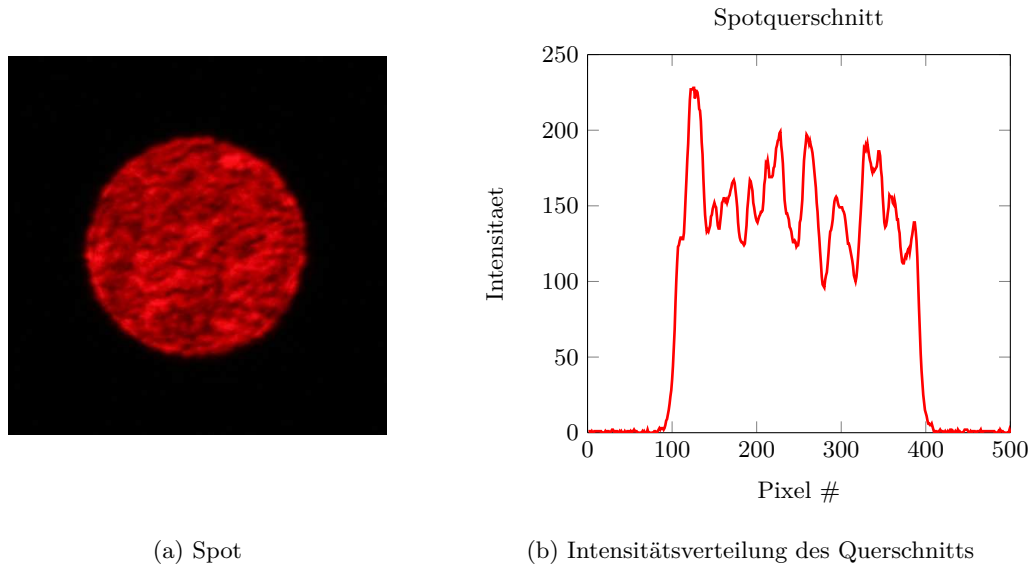 Spotquerschnitt
250
200
150
100
50
0
Intensitaet
0 100 200 300 400 500
Pixel #
(a) Spot
(b) Intensitätsverteilung des Querschnitts